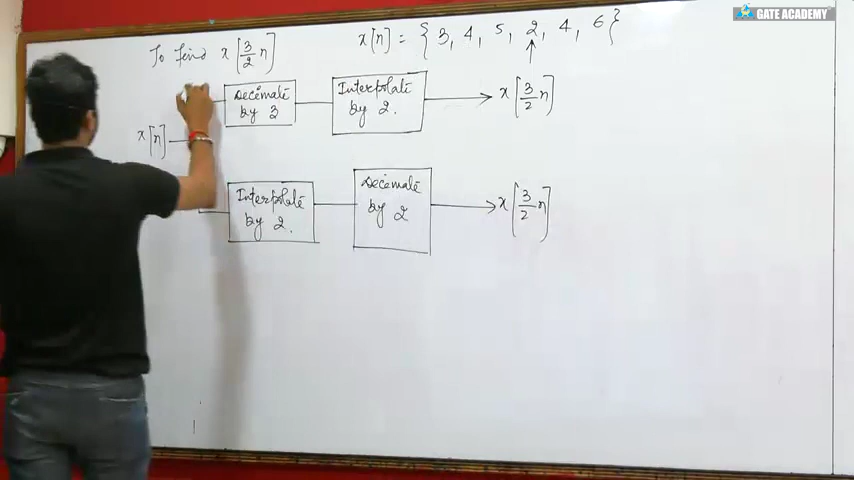 GATE ACADEMY
To find x[3/2 n]
x[n] = {3, 4, 5, 2, 4, 6}
↑
Decimate
by 3
Interpolate
by 2.
x[3/2 n]
x[n]
Interpolate
by 2.
Decimate
by 2
x[3/2 n]